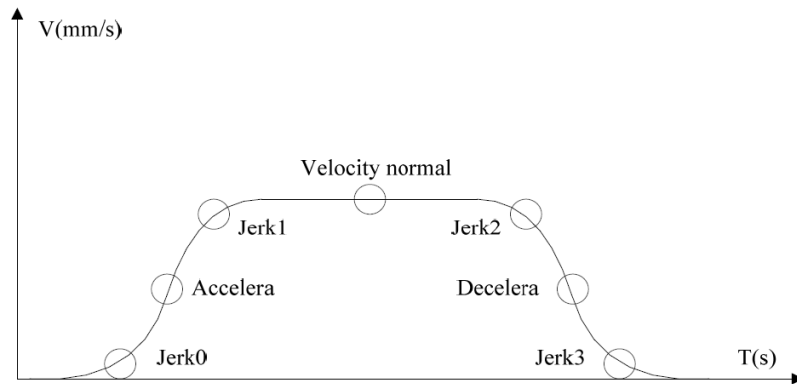 V(mm/s)
Velocity normal
Jerk1
Jerk2
Accelera
Decelera
Jerk0
Jerk3
T(s)